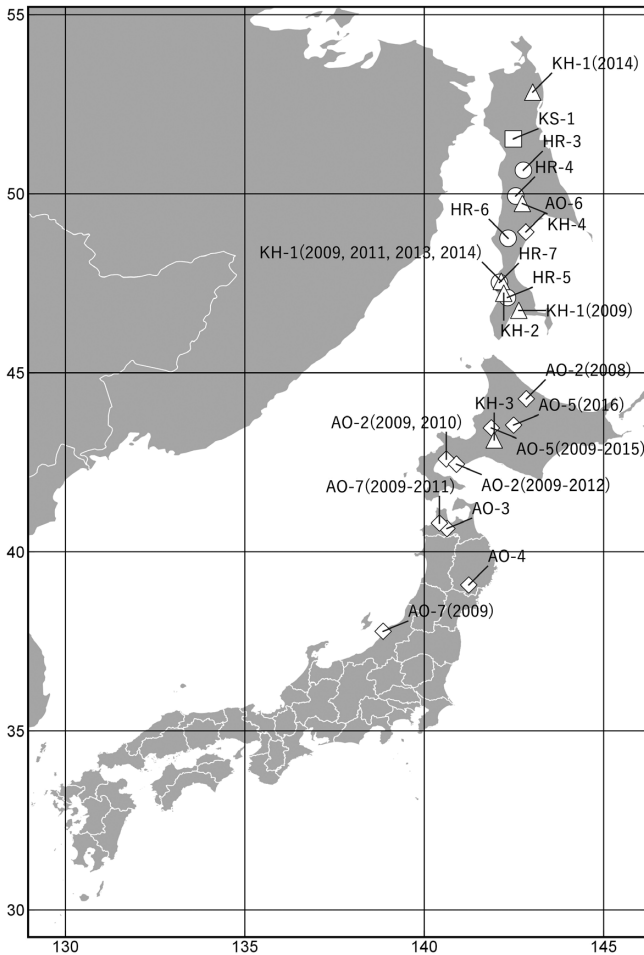 55
KH-1(2014)
KS-1
HR-3
HR-4
50
AO-6
HR-6
KH-4
KH-1(2009, 2011, 2013, 2014)
HR-7
HR-5
KH-1(2009)
KH-2
45
AO-2(2008)
KH-3
AO-5(2016)
AO-2(2009, 2010)
AO-5(2009-2015)
AO-7(2009-2011)
AO-2(2009-2012)
AO-3
40
AO-4
AO-7(2009)
35
30
130
135
140
145